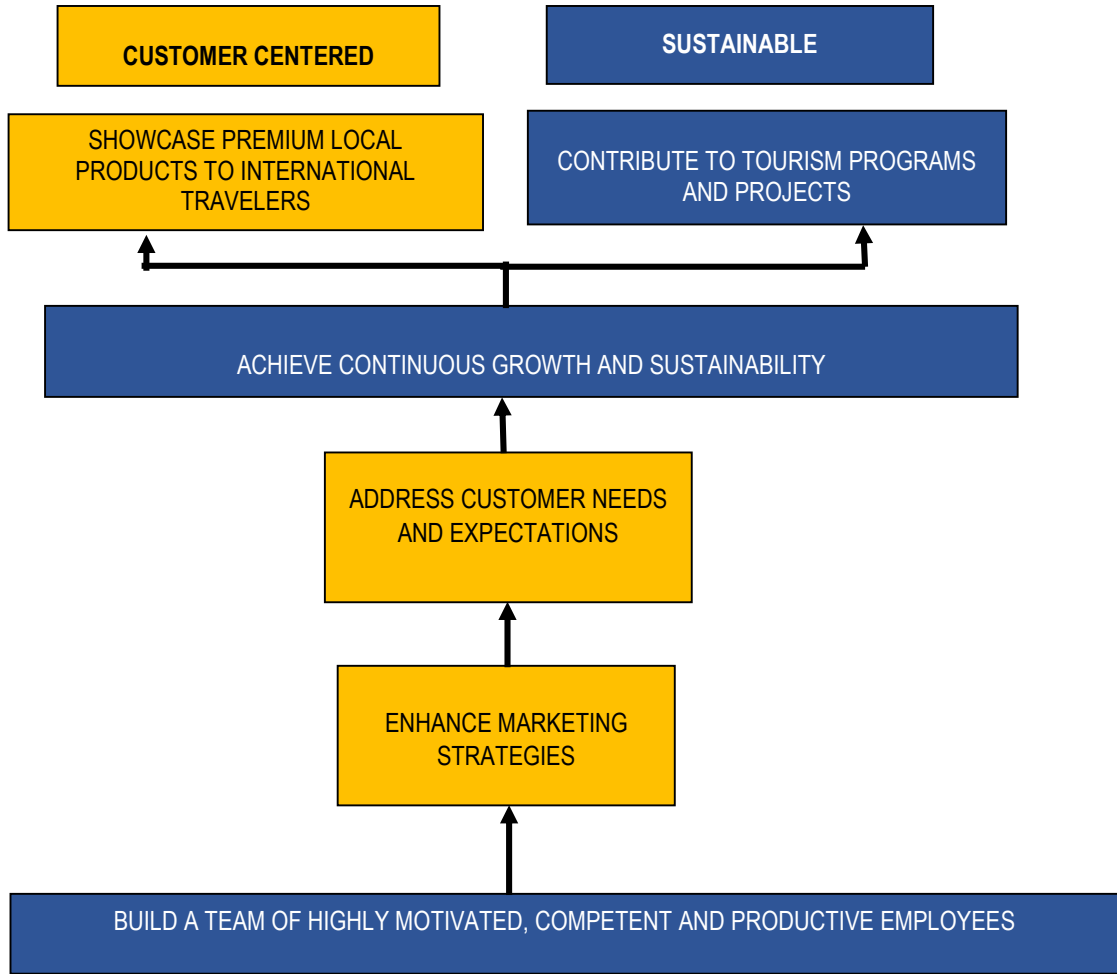 CUSTOMER CENTERED
SUSTAINABLE
SHOWCASE PREMIUM LOCAL
PRODUCTS TO INTERNATIONAL
TRAVELERS
CONTRIBUTE TO TOURISM PROGRAMS
AND PROJECTS
ACHIEVE CONTINUOUS GROWTH AND SUSTAINABILITY
ADDRESS CUSTOMER NEEDS
AND EXPECTATIONS
ENHANCE MARKETING
STRATEGIES
BUILD A TEAM OF HIGHLY MOTIVATED, COMPETENT AND PRODUCTIVE EMPLOYEES